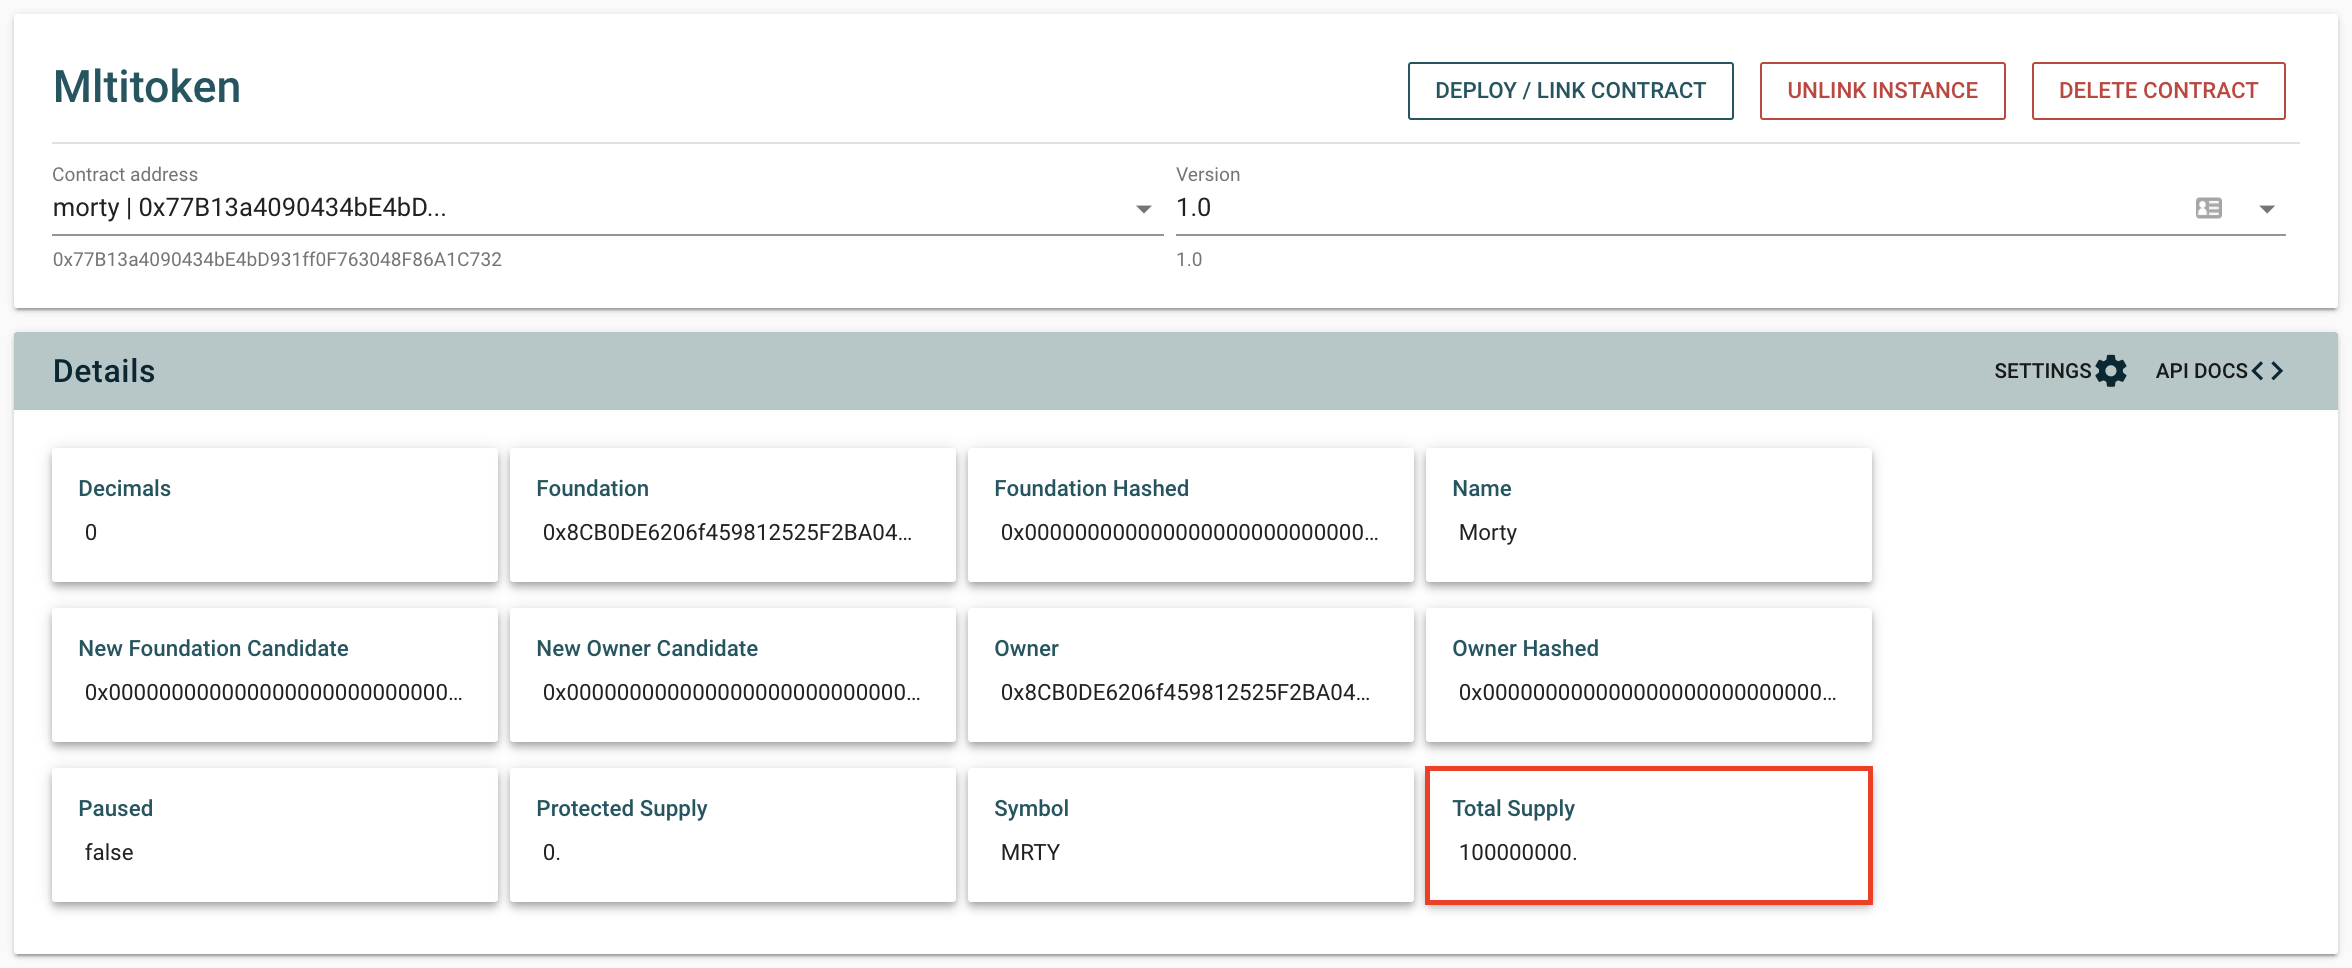 Mltitoken
DEPLOY / LINK CONTRACT
UNLINK INSTANCE
DELETE CONTRACT
Contract address
morty | 0x77B13a4090434bE4bD...
0x77B13a4090434bE4bD931ff0F763048F86A1C732
Version
1.0
1.0
Details
SETTINGS
API DOCS
Decimals
0
Foundation
0x8CB0DE6206f459812525F2BA04...
Foundation Hashed
0x000000000000000000000000000...
Name
Morty
New Foundation Candidate
0x000000000000000000000000000...
New Owner Candidate
0x000000000000000000000000000...
Owner
0x8CB0DE6206f459812525F2BA04...
Owner Hashed
0x000000000000000000000000000...
Paused
false
Protected Supply
0.
Symbol
MRTY
Total Supply
100000000.